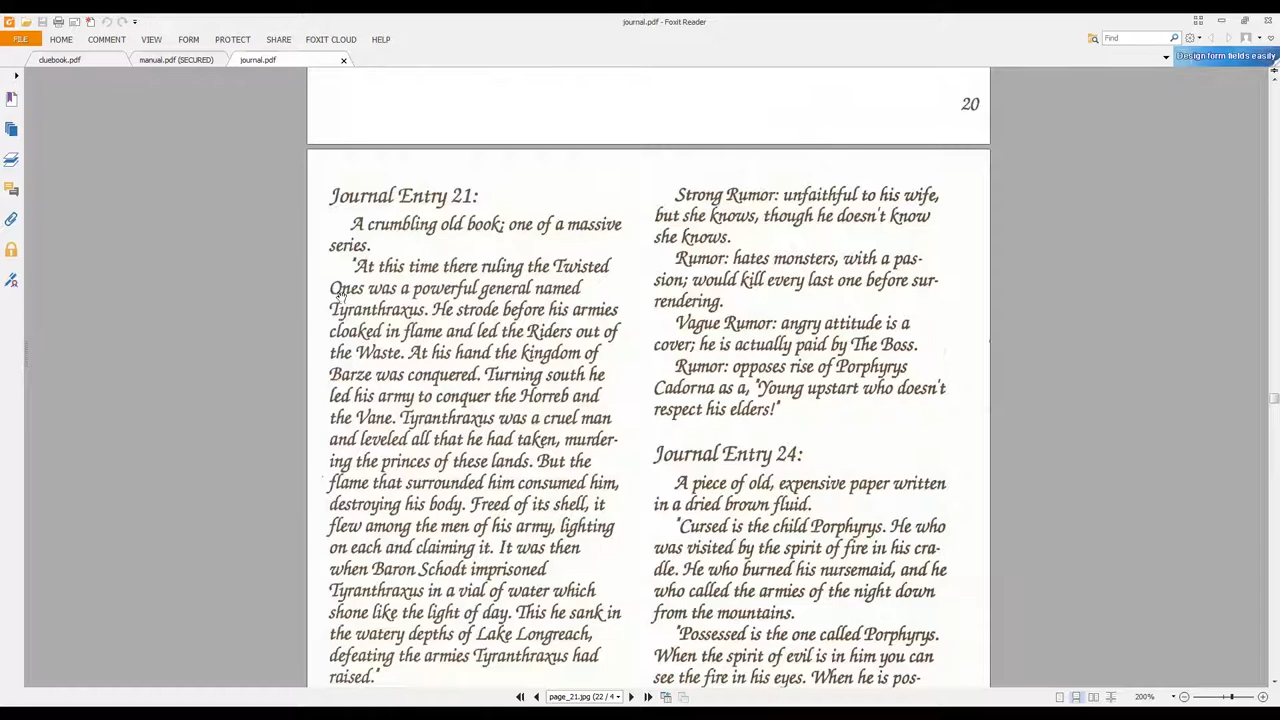 journal.pdf - Foxit Reader
FILE HOME COMMENT VIEW FORM PROTECT SHARE FOXIT CLOUD HELP
Find
cluebook.pdf manual.pdf (SECURED) journal.pdf
Design form fields easily
20
Journal Entry 21:
A crumbling old book; one of a massive
series.
"At this time there ruling the Twisted
Ones was a powerful general named
Tyranthraxus. He strode before his armies
cloaked in flame and led the Riders out of
the Waste. At his hand the kingdom of
Barze was conquered. Turning south he
led his army to conquer the Horreb and
the Vane. Tyranthraxus was a cruel man
and leveled all that he had taken, murder-
ing the princes of these lands. But the
flame that surrounded him consumed him,
destroying his body. Freed of its shell, it
flew among the men of his army, lighting
on each and claiming it. It was then
when Baron Schodt imprisoned
Tyranthraxus in a vial of water which
shone like the light of day. This he sank in
the watery depths of Lake Longreach,
defeating the armies Tyranthraxus had
raised."
Strong Rumor: unfaithful to his wife,
but she knows, though he doesn't know
she knows.
Rumor: hates monsters, with a pas-
sion; would kill every last one before sur-
rendering.
Vague Rumor: angry attitude is a
cover; he is actually paid by The Boss.
Rumor: opposes rise of Porphyrys
Cadorna as a, "Young upstart who doesn't
respect his elders!"
Journal Entry 24:
A piece of old, expensive paper written
in a dried brown fluid.
"Cursed is the child Porphyrys. He who
was visited by the spirit of fire in his cra-
dle. He who burned his nursemaid, and he
who called the armies of the night down
from the mountains.
"Possessed is the one called Porphyrys.
When the spirit of evil is in him you can
see the fire in his eyes. When he is pos-
page_21.jpg (22 / 4
200%